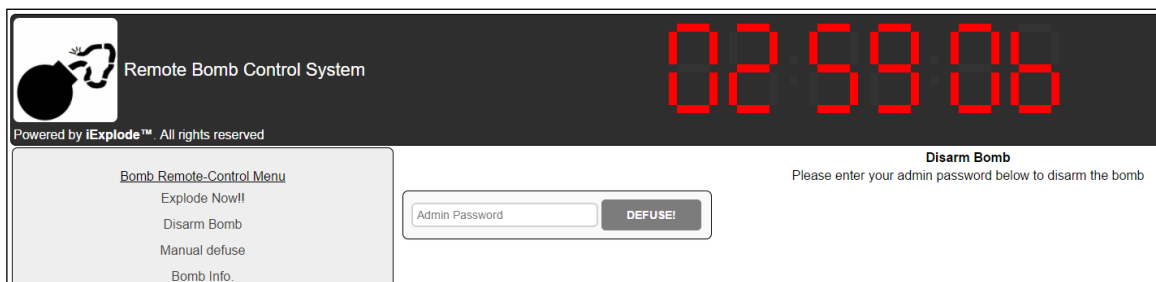 Remote Bomb Control System
02:59:06
Powered by iExplode™. All rights reserved
Bomb Remote-Control Menu
Explode Now!!
Disarm Bomb
Manual defuse
Bomb Info.
Disarm Bomb
Please enter your admin password below to disarm the bomb
Admin Password
DEFUSE!